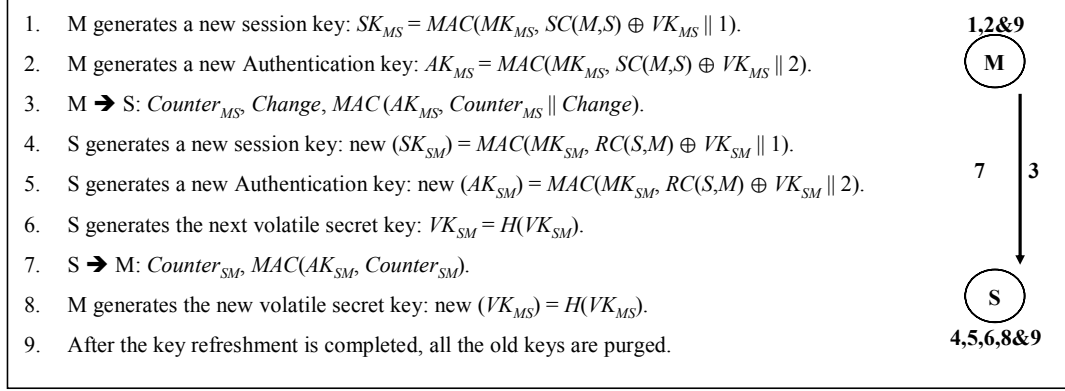 1. M generates a new session key: SK_MS = MAC(MK_MS, SC(M,S) ⊕ VK_MS || 1).
2. M generates a new Authentication key: AK_MS = MAC(MK_MS, SC(M,S) ⊕ VK_MS || 2).
3. M ➔ S: Counter_MS, Change, MAC (AK_MS, Counter_MS || Change).
4. S generates a new session key: new (SK_SM) = MAC(MK_SM, RC(S,M) ⊕ VK_SM || 1).
5. S generates a new Authentication key: new (AK_SM) = MAC(MK_SM, RC(S,M) ⊕ VK_SM || 2).
6. S generates the next volatile secret key: VK_SM = H(VK_SM).
7. S ➔ M: Counter_SM, MAC(AK_SM, Counter_SM).
8. M generates the new volatile secret key: new (VK_MS) = H(VK_MS).
9. After the key refreshment is completed, all the old keys are purged.
1,2&9
M
7 3
S
4,5,6,8&9